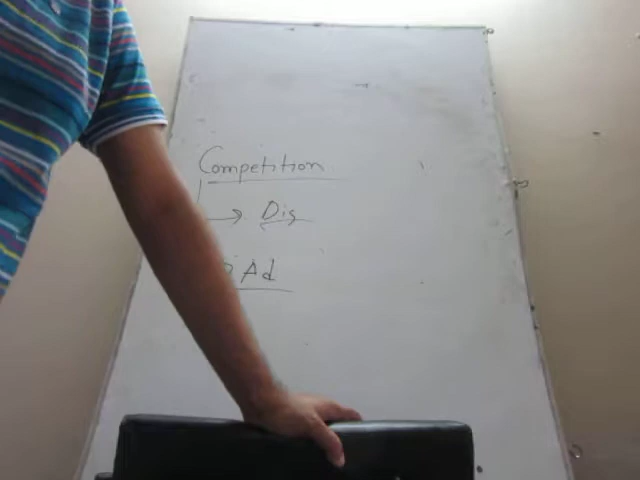 Competition
→ Dis
Ad